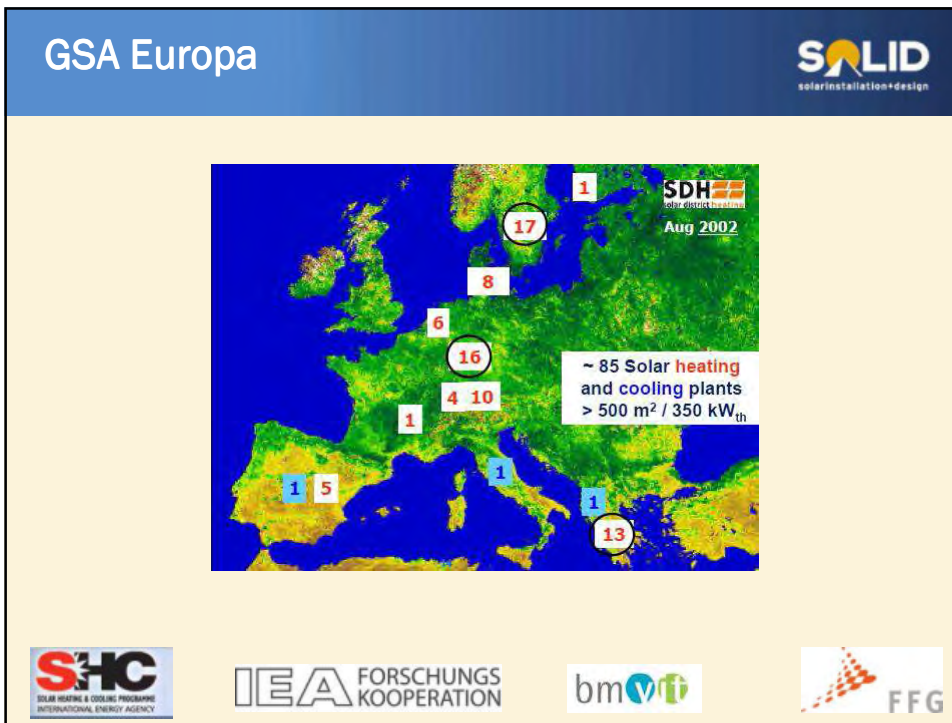 GSA Europa
SOLID
solarinstallation+design
1
SDH
solar district heating
Aug 2002
17
8
6
16
~ 85 Solar heating
and cooling plants
> 500 m² / 350 kWth
4 10
1
1
1 5
1
13
SHC
SOLAR HEATING & COOLING PROGRAMME
INTERNATIONAL ENERGY AGENCY
IEA FORSCHUNGS
KOOPERATION
bmvit
FFG